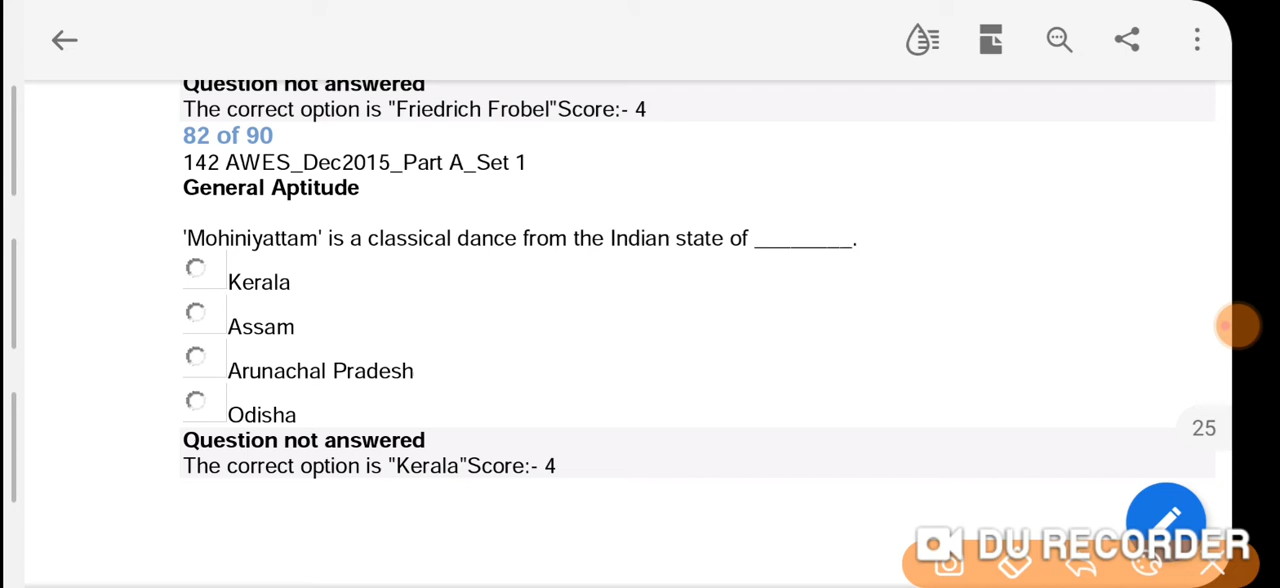 Question not answered
The correct option is "Friedrich Frobel"Score:- 4
82 of 90
142 AWES_Dec2015_Part A_Set 1
General Aptitude
'Mohiniyattam' is a classical dance from the Indian state of ________.
Kerala
Assam
Arunachal Pradesh
Odisha
Question not answered
25
The correct option is "Kerala"Score:- 4
DU RECORDER